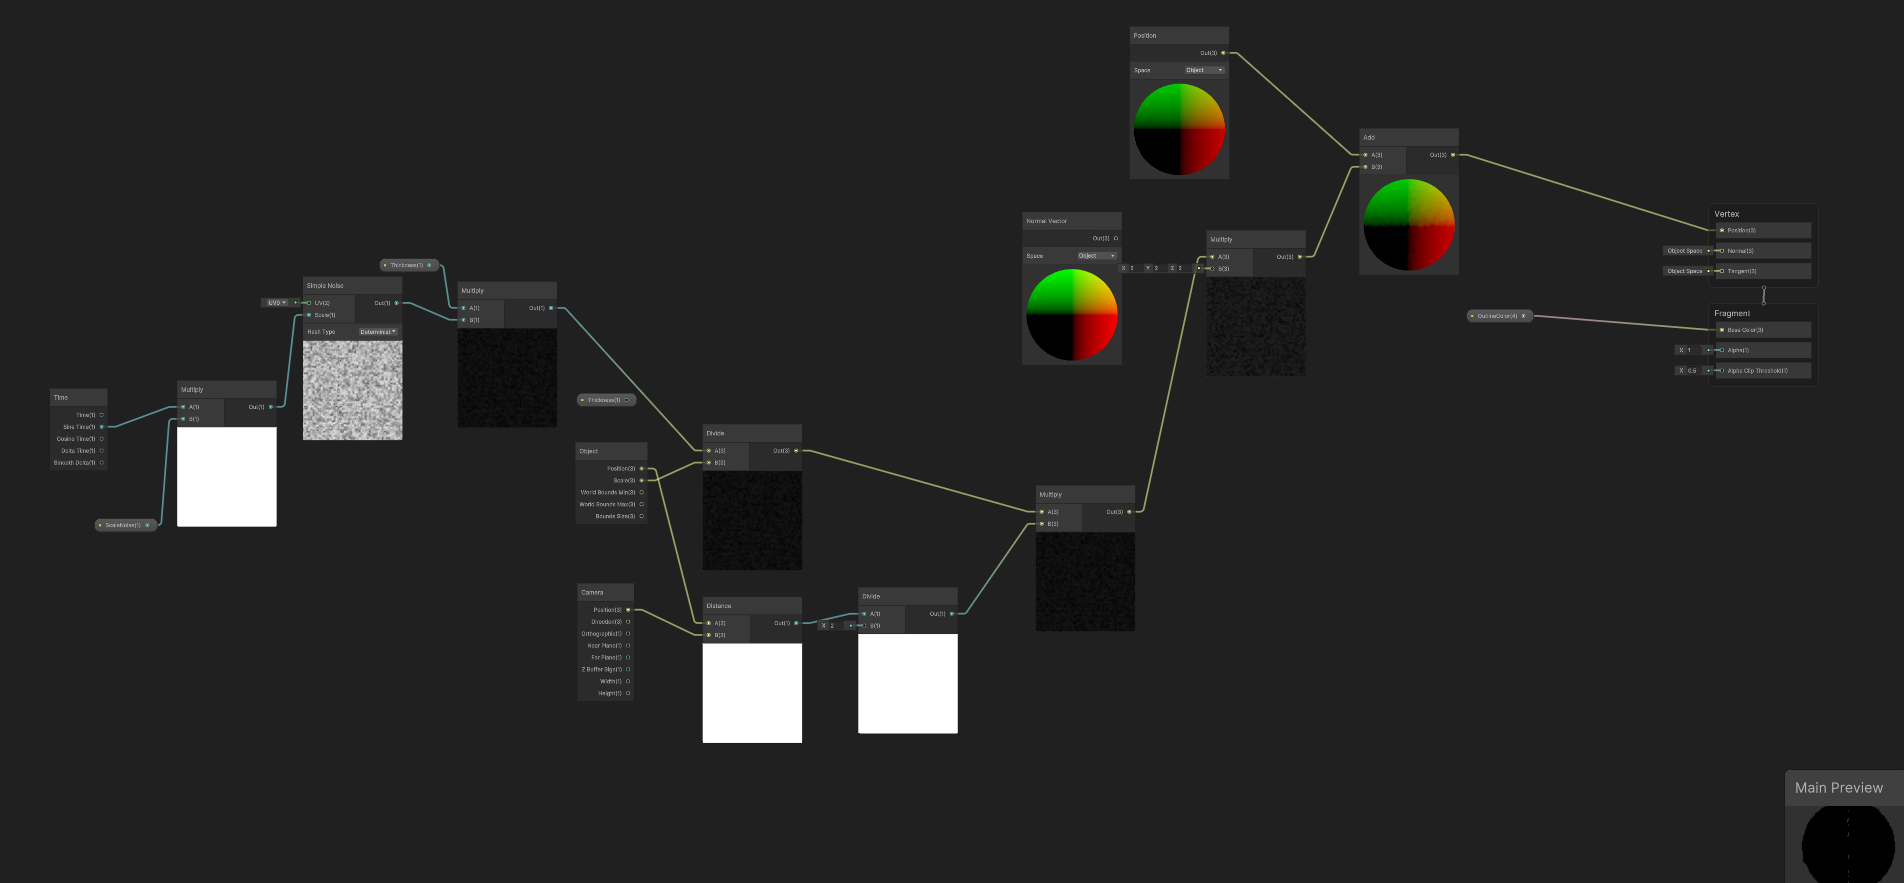 Position
Out(3)
Space
Object
Add
A(3)
Out(3)
B(3)
Normal Vector
Out(3)
Space
Object
X 0 Y 2 Z 2
Multiply
A(3)
Out(3)
B(3)
Vertex
Position(3)
Object Space
Normal(3)
Object Space
Tangent(3)
OutlineColor(4)
Fragment
Base Color(3)
X 1
Alpha(1)
X 0.6
Alpha Clip Threshold(1)
Thickness(1)
Simple Noise
UV0
UV(2)
Out(1)
Scale(1)
Hash Type
Determinist
Multiply
A(1)
Out(1)
B(1)
Time
Time(1)
Sine Time(1)
Cosine Time(1)
Delta Time(1)
Smooth Delta(1)
Multiply
A(1)
Out(1)
B(1)
ScaleNoise(1)
Thickness(1)
Object
Position(3)
Scale(3)
World Bounds Min(3)
World Bounds Max(3)
Bounds Size(3)
Divide
A(3)
Out(3)
B(3)
Camera
Position(3)
Direction(3)
Orthographic(1)
Near Plane(1)
Far Plane(1)
Z Buffer Sign(1)
Width(1)
Height(1)
Distance
A(3)
Out(1)
B(3)
X 2
Divide
A(1)
Out(1)
B(1)
Multiply
A(3)
Out(3)
B(3)
Main Preview